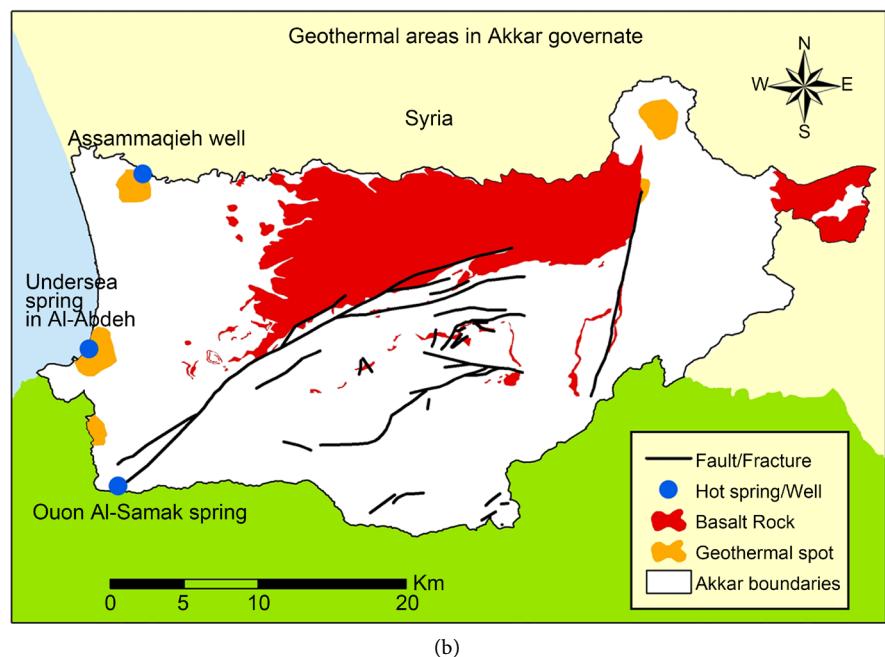 Geothermal areas in Akkar governate
N
W
E
S
Syria
Assammaqieh well
Undersea
spring
in Al-Abdeh
Ouon Al-Samak spring
Fault/Fracture
Hot spring/Well
Basalt Rock
Geothermal spot
Akkar boundaries
Km
0 5 10 20
(b)